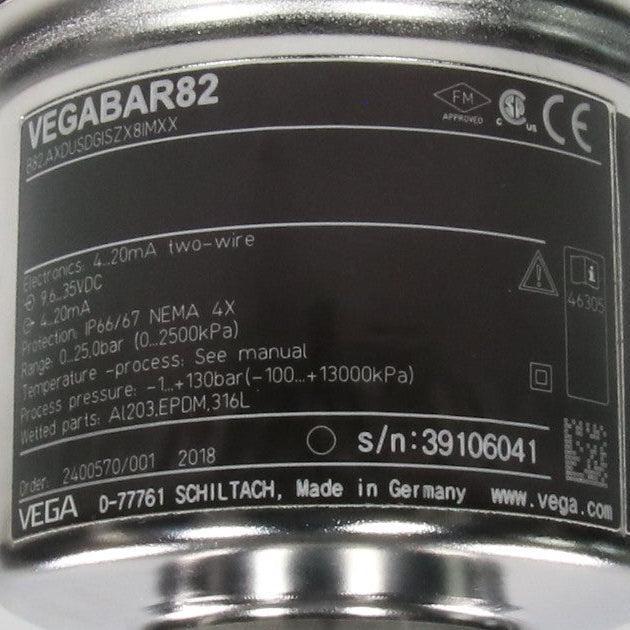 VEGABAR82
B82.AXDUSDGISZX8IMXX
FM
APPROVED
C US
CE
Electronics: 4...20mA two-wire
9.6...35VDC
4...20mA
Protection: IP66/67 NEMA 4X
Range: 0...25.0bar (0...2500kPa)
Temperature -process: See manual
Process pressure: -1...+130bar(-100...+13000kPa)
Wetted parts: Al203,EPDM,316L
46305
s/n:39106041
Order: 2400570/001 2018
VEGA D-77761 SCHILTACH, Made in Germany www.vega.com